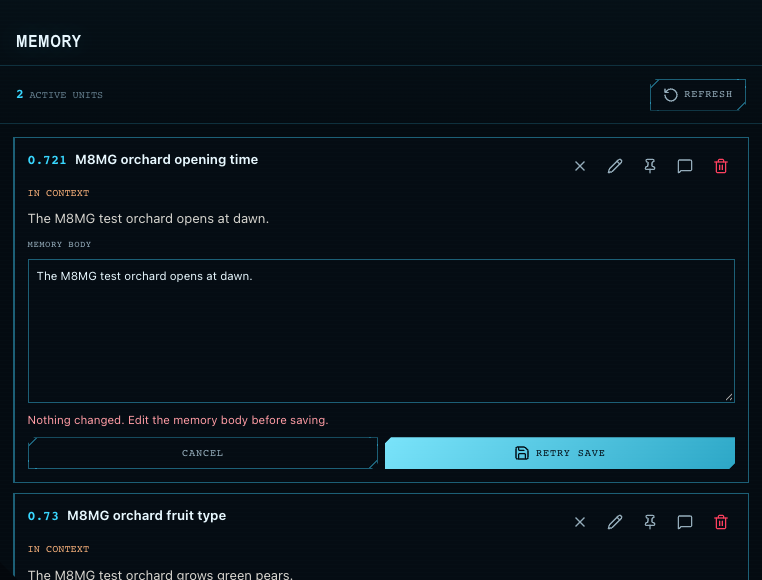 MEMORY
2 ACTIVE UNITS
REFRESH
0.721 M8MG orchard opening time
IN CONTEXT
The M8MG test orchard opens at dawn.
MEMORY BODY
The M8MG test orchard opens at dawn.
Nothing changed. Edit the memory body before saving.
CANCEL
RETRY SAVE
0.73 M8MG orchard fruit type
IN CONTEXT
The M8MG test orchard grows green pears.